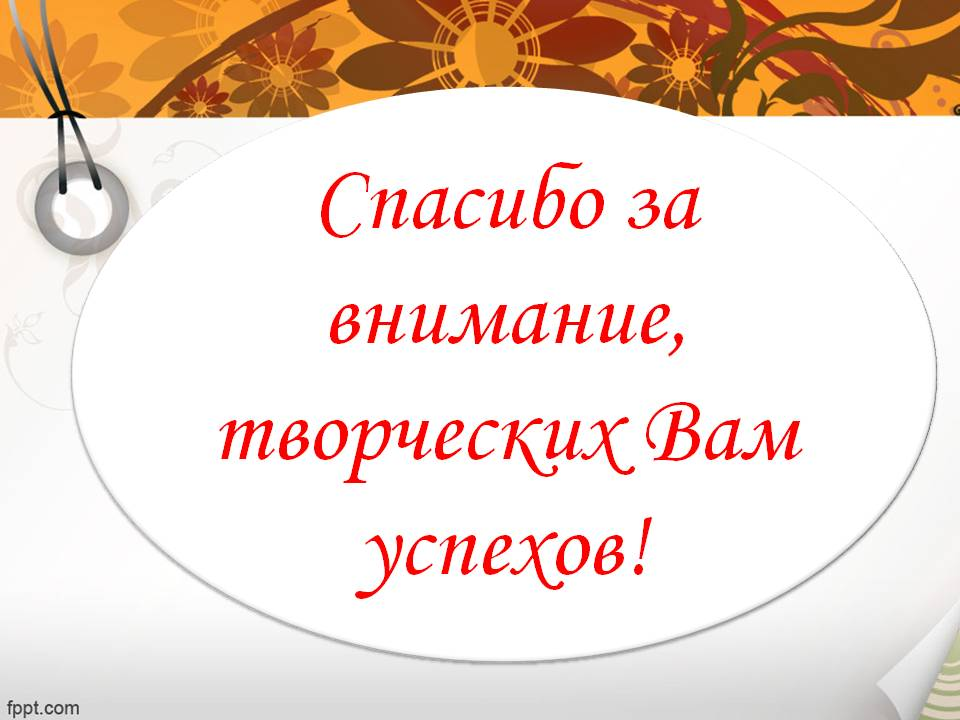 Спасибо за
внимание,
творческих Вам
успехов!
fppt.com